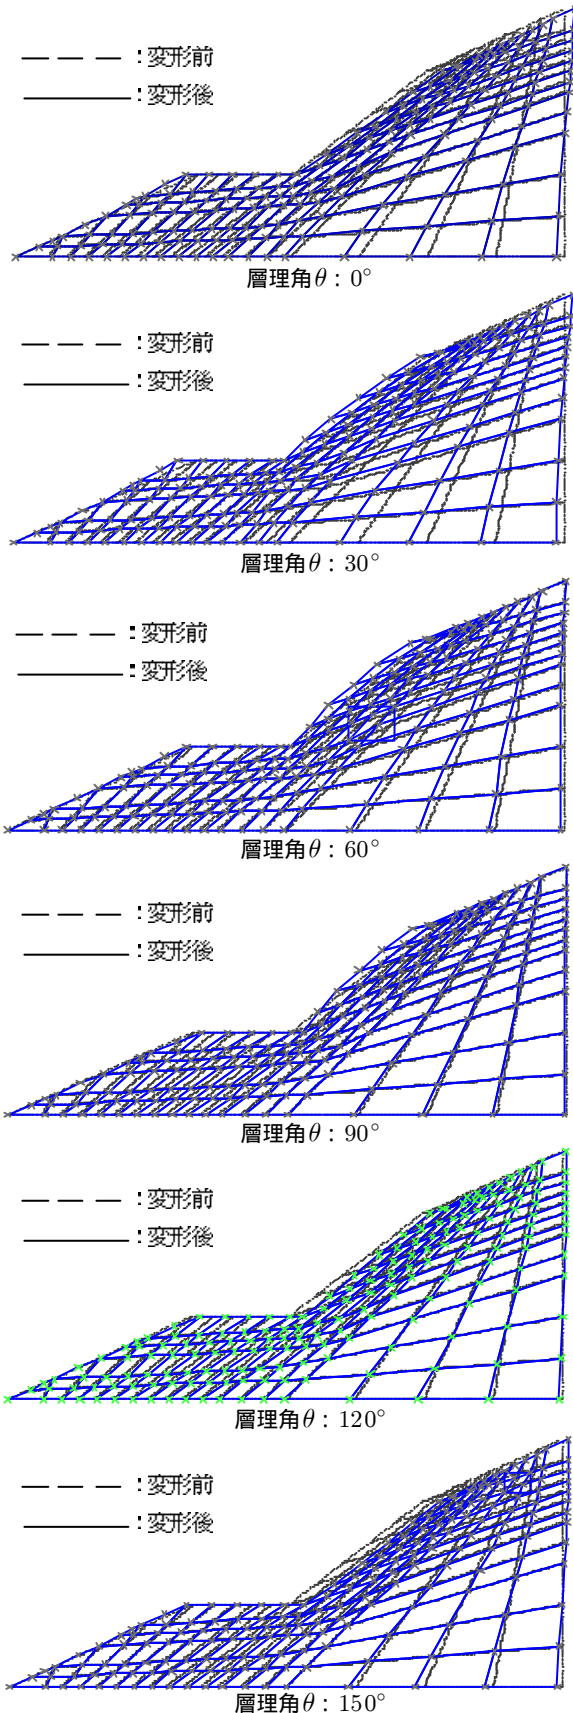 :変形前
:変形後
層理角θ : 0°
:変形前
:変形後
層理角θ : 30°
:変形前
:変形後
層理角θ : 60°
:変形前
:変形後
層理角θ : 90°
:変形前
:変形後
層理角θ : 120°
:変形前
:変形後
層理角θ : 150°